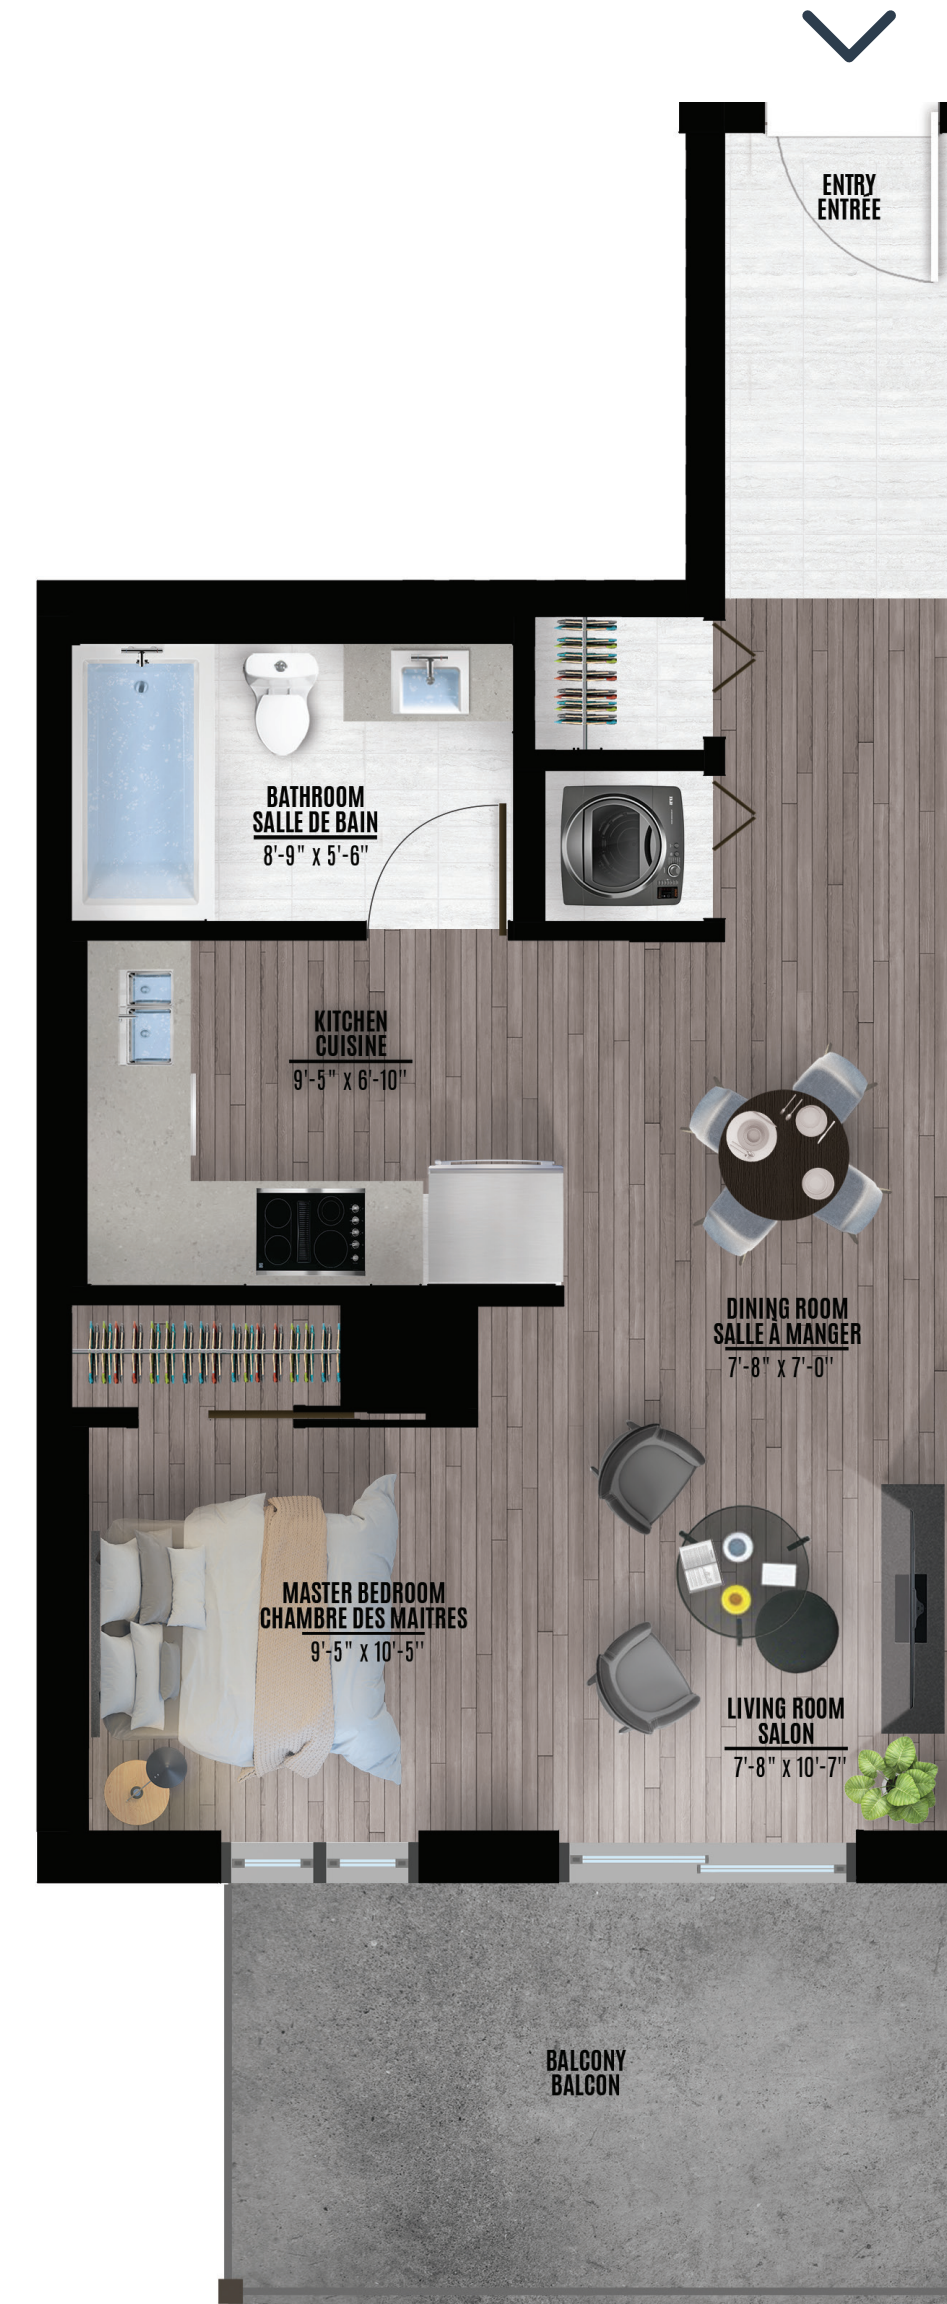 ENTRY
ENTRÉE
BATHROOM
SALLE DE BAIN
8'-9" X 5'-6"
KITCHEN
CUISINE
9'-5" X 6'-10"
DINING ROOM
SALLE À MANGER
7'-8" X 7'-0"
MASTER BEDROOM
CHAMBRE DES MAITRES
9'-5" X 10'-5"
LIVING ROOM
SALON
7'-8" X 10'-7"
BALCONY
BALCON